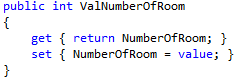 public int ValNumberOfRoom
{
get { return NumberOfRoom; }
set { NumberOfRoom = value; }
}